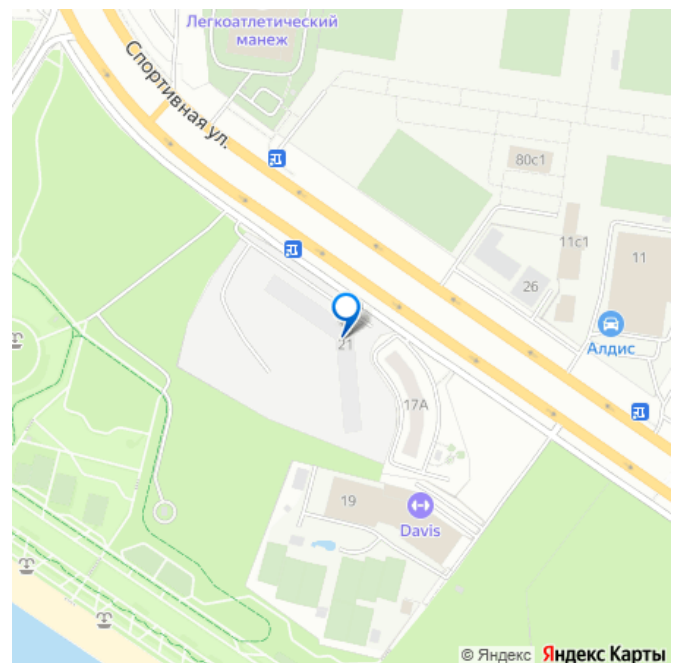 Легкоатлетический
манеж
Спортивная ул.
80с1
11с1
11
26
Алдис
21
17А
19
Davis
© Яндекс Яндекс Карты